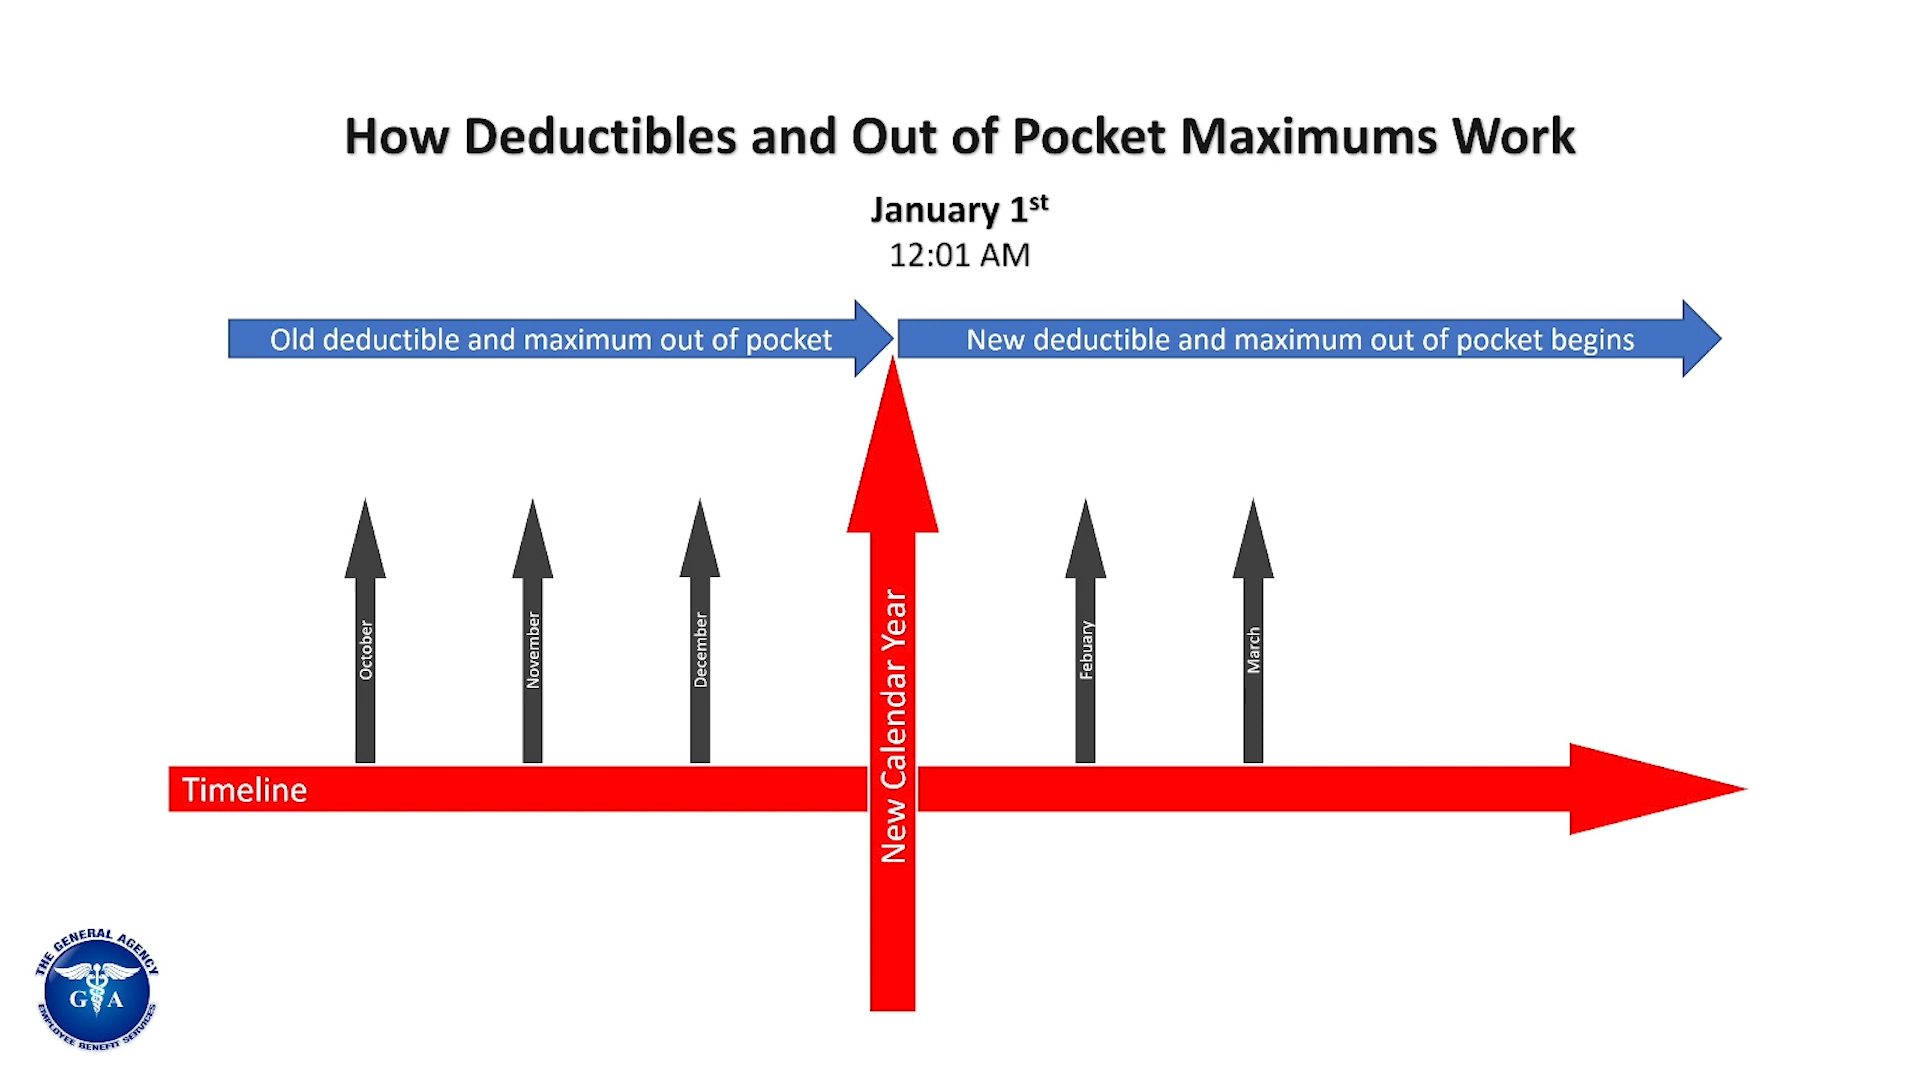 How Deductibles and Out of Pocket Maximums Work
January 1st
12:01 AM
Old deductible and maximum out of pocket
New deductible and maximum out of pocket begins
October
November
December
New Calendar Year
Febuary
March
Timeline
THE GENERAL AGENCY
G A
EMPLOYEE BENEFIT SERVICES